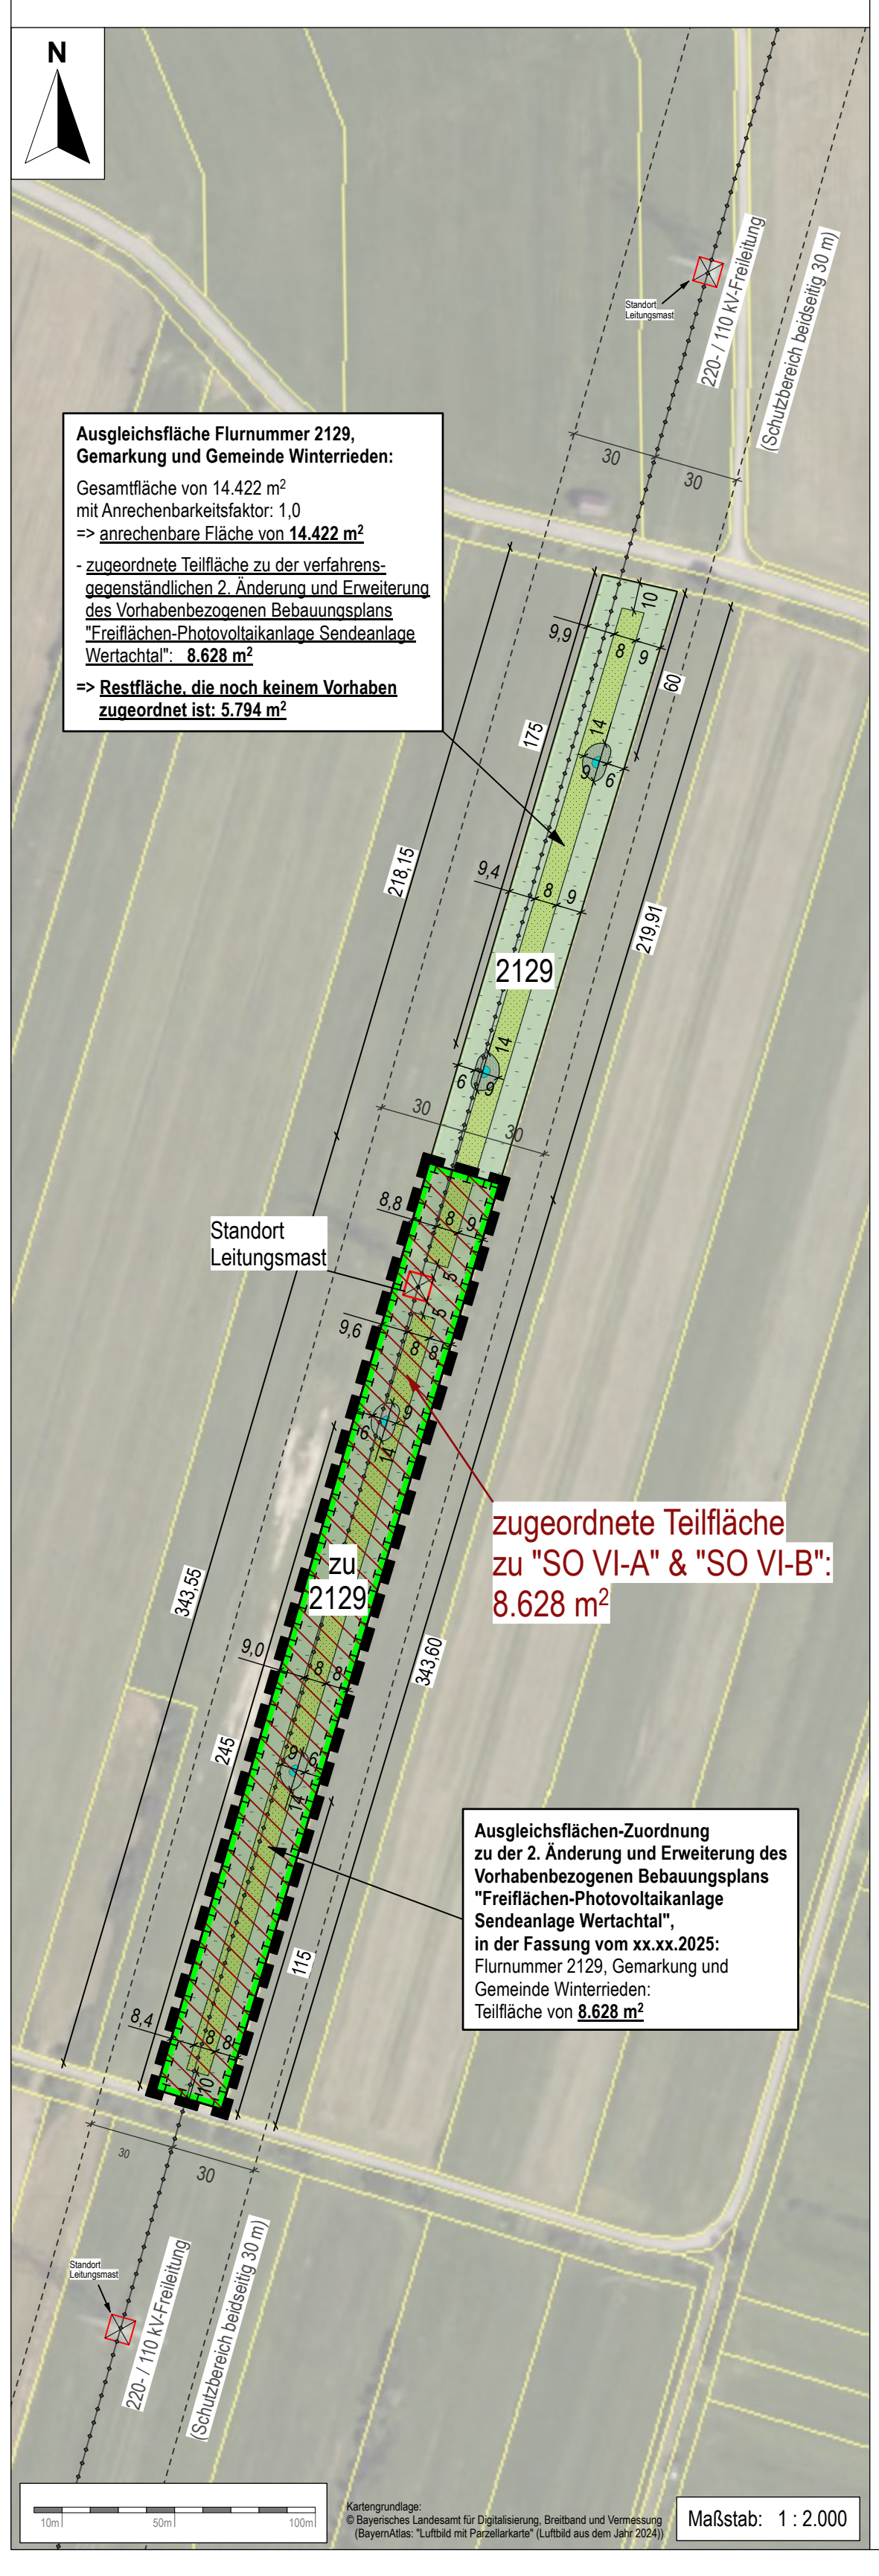 N
220- / 110 kV-Freileitung
(Schutzbereich beidseitig 30 m)
Standort
Leitungsmast
30
30
Ausgleichsfläche Flurnummer 2129,
Gemarkung und Gemeinde Winterrieden:
Gesamtfläche von 14.422 m²
mit Anrechenbarkeitsfaktor: 1,0
=> anrechenbare Fläche von 14.422 m²
- zugeordnete Teilfläche zu der verfahrens-
gegenständlichen 2. Änderung und Erweiterung
des Vorhabenbezogenen Bebauungsplans
"Freiflächen-Photovoltaikanlage Sendeanlage
Wertachtal": 8.628 m²
=> Restfläche, die noch keinem Vorhaben
zugeordnet ist: 5.794 m²
10
9,9
8
9
60
175
14
9
6
218,15
9,4
8
9
219,91
2129
14
6
9
30
30
8,8
8
9
Standort
Leitungsmast
5
5
9,6
8
8
9
6
14
zugeordnete Teilfläche
zu "SO VI-A" & "SO VI-B":
8.628 m²
zu
2129
343,55
343,60
9,0
8
8
245
9
6
14
Ausgleichsflächen-Zuordnung
zu der 2. Änderung und Erweiterung des
Vorhabenbezogenen Bebauungsplans
"Freiflächen-Photovoltaikanlage
Sendeanlage Wertachtal",
in der Fassung vom xx.xx.2025:
Flurnummer 2129, Gemarkung und
Gemeinde Winterrieden:
Teilfläche von 8.628 m²
115
8,4
8
8
10
30
30
Standort
Leitungsmast
220- / 110 kV-Freileitung
(Schutzbereich beidseitig 30 m)
10m
50m
100m
Kartengrundlage:
© Bayerisches Landesamt für Digitalisierung, Breitband und Vermessung
(BayernAtlas: "Luftbild mit Parzellarkarte" (Luftbild aus dem Jahr 2024))
Maßstab: 1 : 2.000